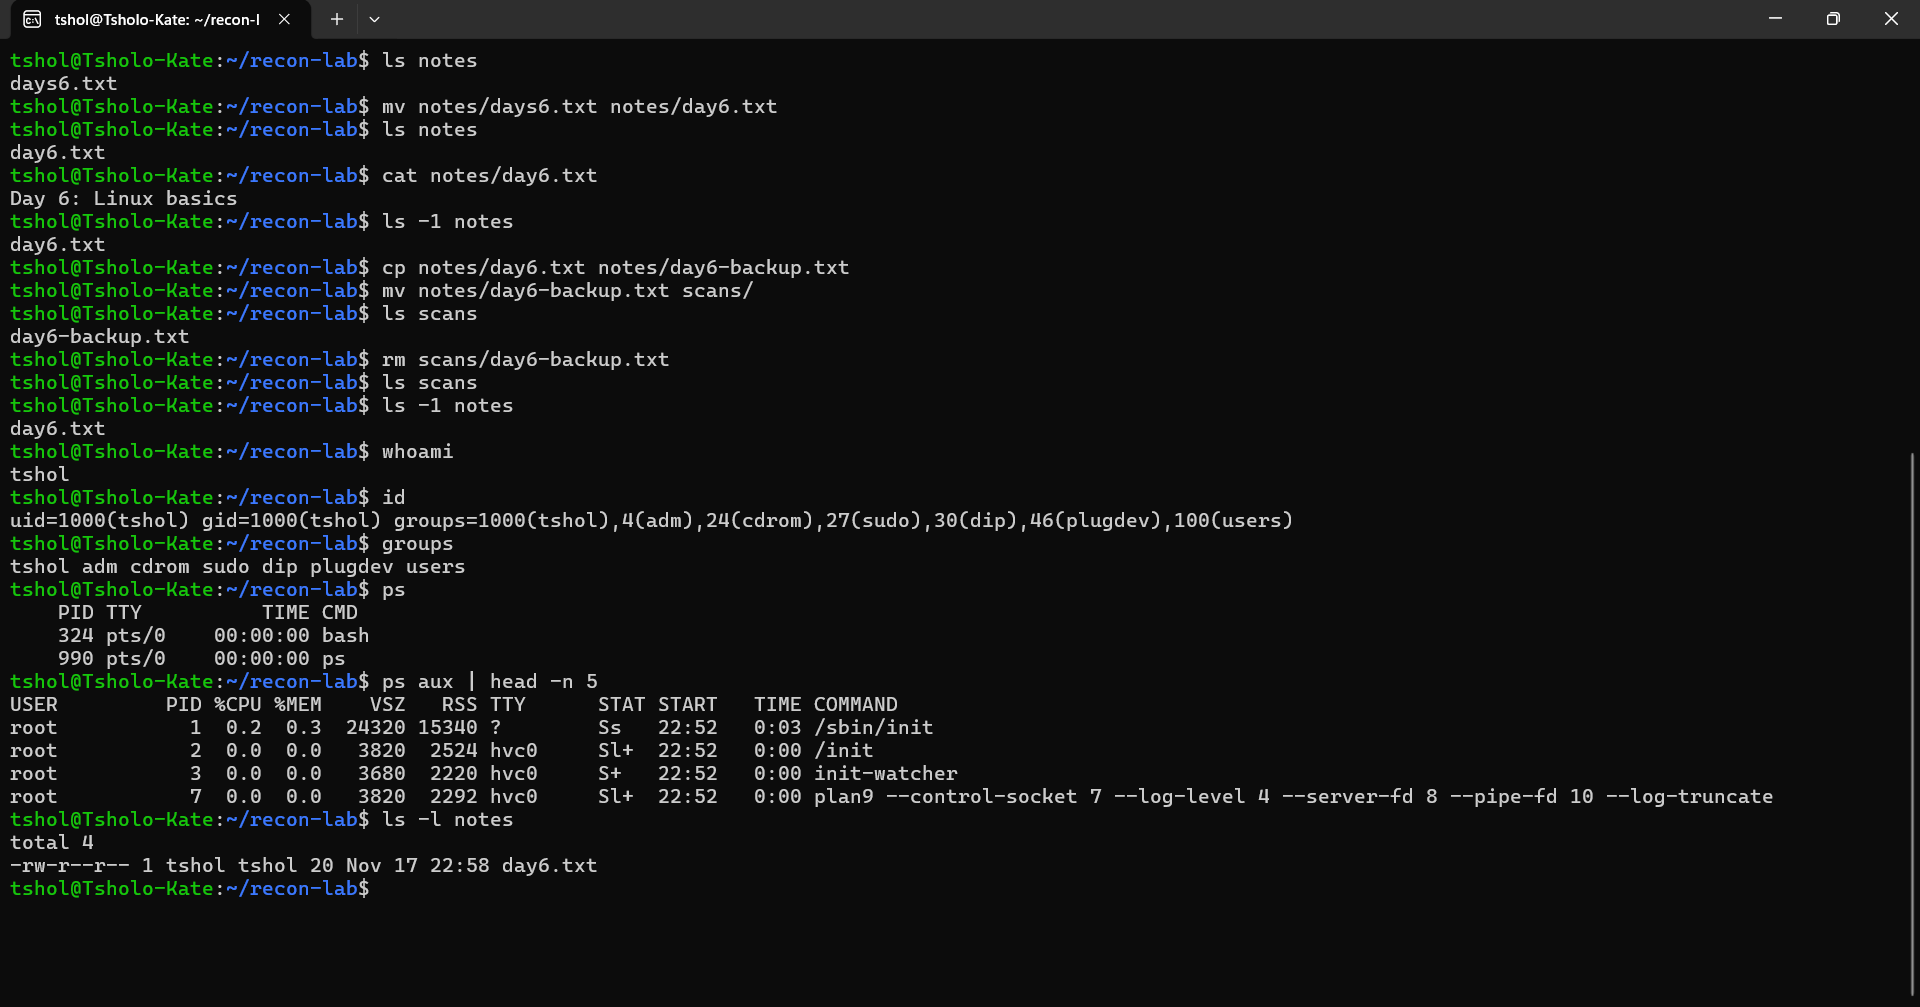 tshol@Tsholo-Kate: ~/recon-l
tshol@Tsholo-Kate:~/recon-lab$ ls notes
days6.txt
tshol@Tsholo-Kate:~/recon-lab$ mv notes/days6.txt notes/day6.txt
tshol@Tsholo-Kate:~/recon-lab$ ls notes
day6.txt
tshol@Tsholo-Kate:~/recon-lab$ cat notes/day6.txt
Day 6: Linux basics
tshol@Tsholo-Kate:~/recon-lab$ ls -1 notes
day6.txt
tshol@Tsholo-Kate:~/recon-lab$ cp notes/day6.txt notes/day6-backup.txt
tshol@Tsholo-Kate:~/recon-lab$ mv notes/day6-backup.txt scans/
tshol@Tsholo-Kate:~/recon-lab$ ls scans
day6-backup.txt
tshol@Tsholo-Kate:~/recon-lab$ rm scans/day6-backup.txt
tshol@Tsholo-Kate:~/recon-lab$ ls scans
tshol@Tsholo-Kate:~/recon-lab$ ls -1 notes
day6.txt
tshol@Tsholo-Kate:~/recon-lab$ whoami
tshol
tshol@Tsholo-Kate:~/recon-lab$ id
uid=1000(tshol) gid=1000(tshol) groups=1000(tshol),4(adm),24(cdrom),27(sudo),30(dip),46(plugdev),100(users)
tshol@Tsholo-Kate:~/recon-lab$ groups
tshol adm cdrom sudo dip plugdev users
tshol@Tsholo-Kate:~/recon-lab$ ps
    PID TTY          TIME CMD
    324 pts/0    00:00:00 bash
    990 pts/0    00:00:00 ps
tshol@Tsholo-Kate:~/recon-lab$ ps aux | head -n 5
USER         PID %CPU %MEM    VSZ   RSS TTY      STAT START   TIME COMMAND
root           1  0.2  0.3  24320 15340 ?        Ss   22:52   0:03 /sbin/init
root           2  0.0  0.0   3820  2524 hvc0     Sl+  22:52   0:00 /init
root           3  0.0  0.0   3680  2220 hvc0     S+   22:52   0:00 init-watcher
root           7  0.0  0.0   3820  2292 hvc0     Sl+  22:52   0:00 plan9 --control-socket 7 --log-level 4 --server-fd 8 --pipe-fd 10 --log-truncate
tshol@Tsholo-Kate:~/recon-lab$ ls -l notes
total 4
-rw-r--r-- 1 tshol tshol 20 Nov 17 22:58 day6.txt
tshol@Tsholo-Kate:~/recon-lab$